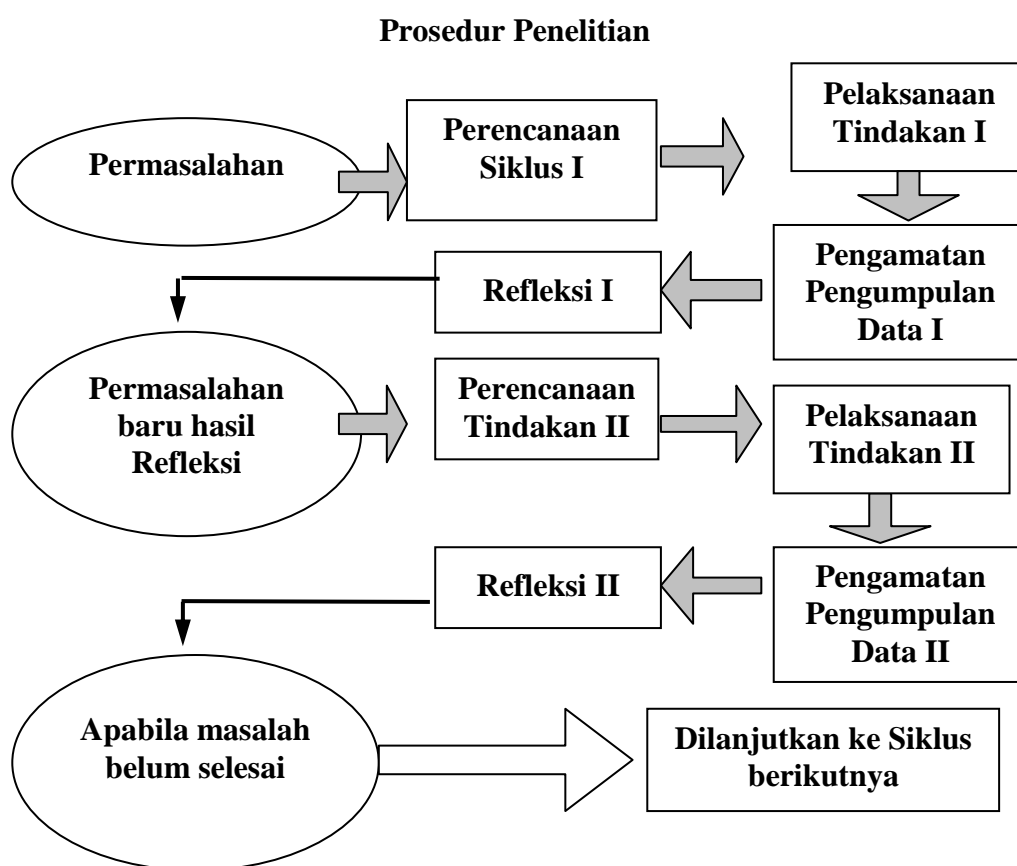 Prosedur Penelitian
Permasalahan
Perencanaan
Siklus I
Pelaksanaan
Tindakan I
Pengamatan
Pengumpulan
Data I
Refleksi I
Permasalahan
baru hasil
Refleksi
Perencanaan
Tindakan II
Pelaksanaan
Tindakan II
Pengamatan
Pengumpulan
Data II
Refleksi II
Apabila masalah
belum selesai
Dilanjutkan ke Siklus
berikutnya